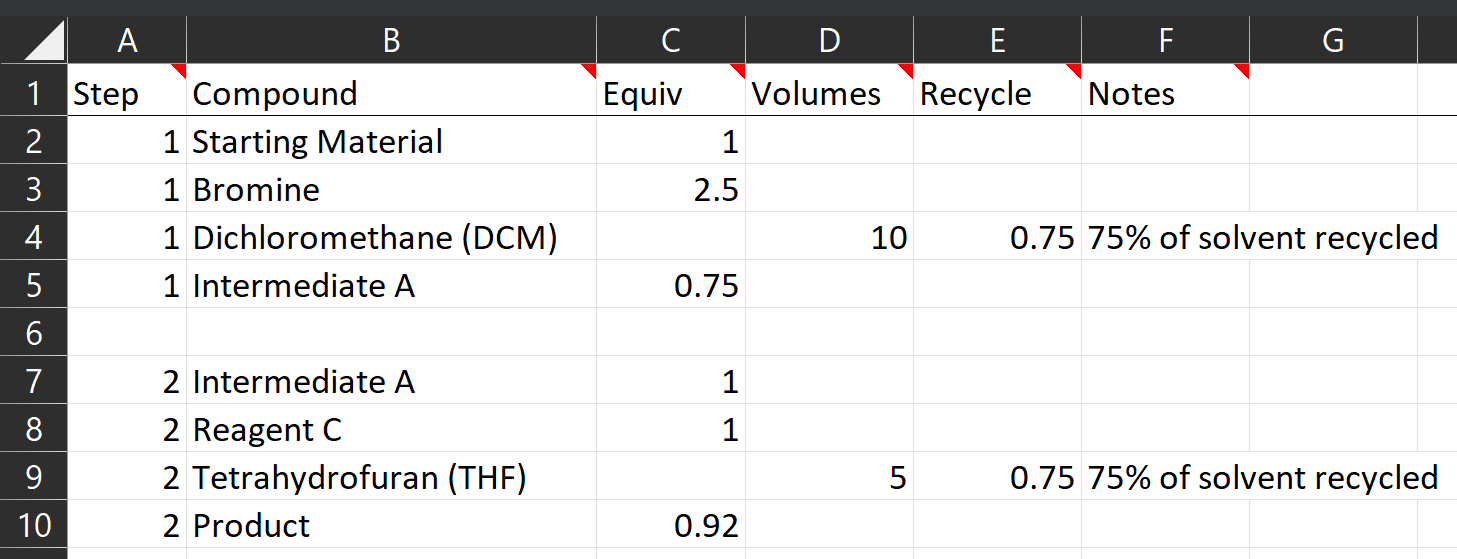 A B C D E F G
1 Step Compound Equiv Volumes Recycle Notes
2 1 Starting Material 1
3 1 Bromine 2.5
4 1 Dichloromethane (DCM) 10 0.75 75% of solvent recycled
5 1 Intermediate A 0.75
6
7 2 Intermediate A 1
8 2 Reagent C 1
9 2 Tetrahydrofuran (THF) 5 0.75 75% of solvent recycled
10 2 Product 0.92